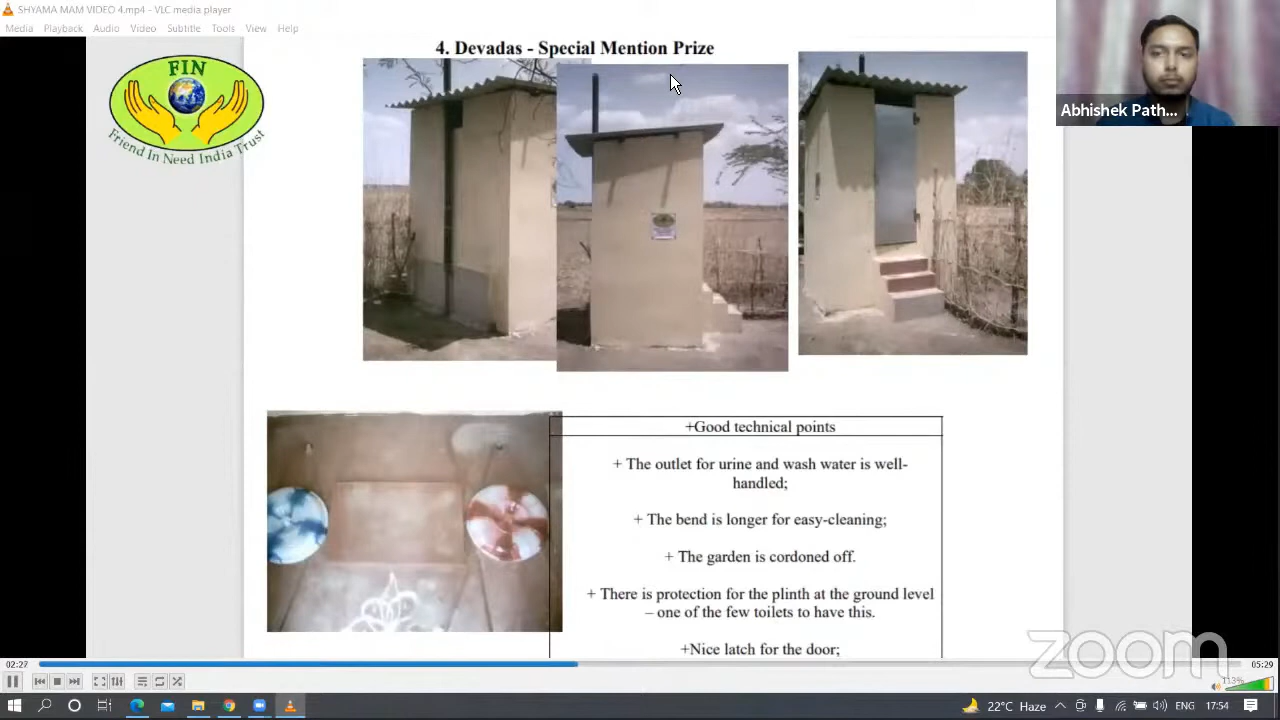 SHYAMA MAM VIDEO 4.mp4 - VLC media player
Media Playback Audio Video Subtitle Tools View Help
4. Devadas - Special Mention Prize
FIN
Friend In Need India Trust
Abhishek Path...
+Good technical points
+ The outlet for urine and wash water is well-
handled;
+ The bend is longer for easy-cleaning;
+ The garden is cordoned off.
+ There is protection for the plinth at the ground level
– one of the few toilets to have this.
+Nice latch for the door;
zoom
02:27
05:29
113%
22°C Haze
ENG
17:54